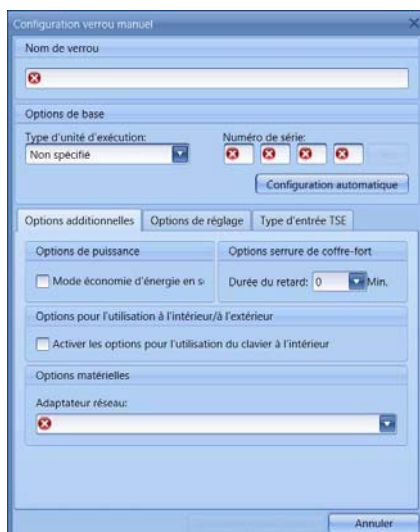 Configuration verrou manuel
Nom de verrou
Options de base
Type d'unité d'exécution:
Numéro de série:
Non spécifié
Configuration automatique
Options additionnelles
Options de réglage
Type d'entrée TSE
Options de puissance
Options serrure de coffre-fort
Mode économie d'énergie en s
Durée du retard: 0 Min.
Options pour l'utilisation à l'intérieur/à l'extérieur
Activer les options pour l'utilisation du clavier à l'intérieur
Options matérielles
Adaptateur réseau:
Annuler